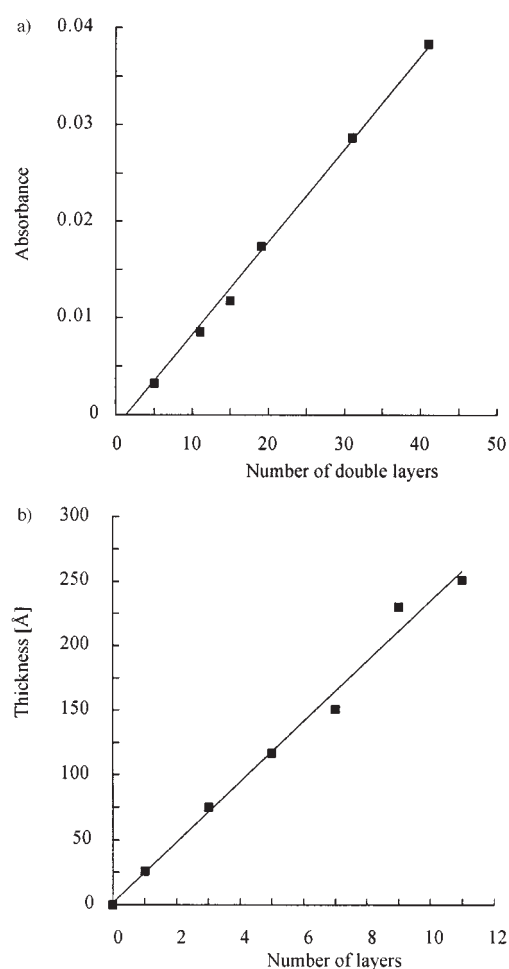 a)
0.04
0.03
0.02
0.01
0
Absorbance
0 10 20 30 40 50
Number of double layers
b)
300
250
200
150
100
50
0
Thickness [Å]
0 2 4 6 8 10 12
Number of layers